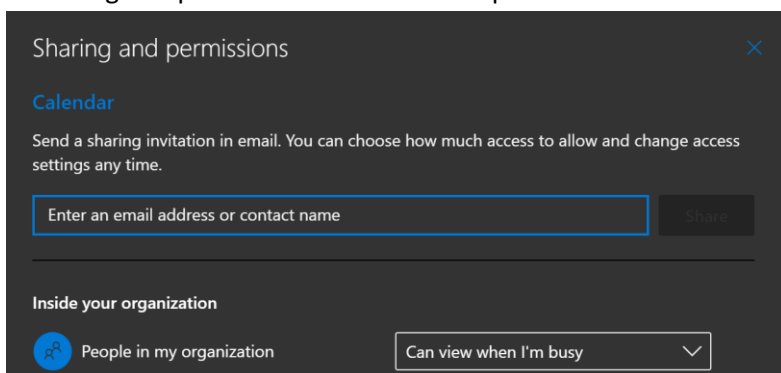 Sharing and permissions
Calendar
Send a sharing invitation in email. You can choose how much access to allow and change access
settings any time.
Enter an email address or contact name
Share
Inside your organization
People in my organization
Can view when I'm busy